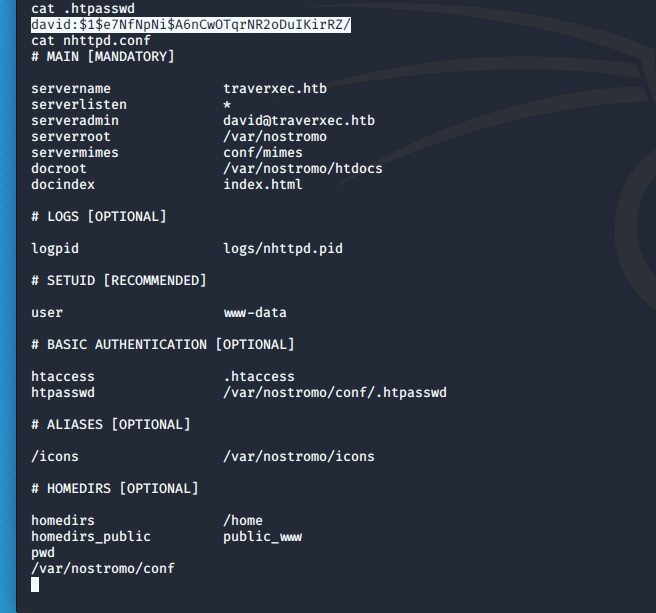 cat .htpasswd
david:$1$e7NfNpNi$A6nCwOTqrNR2oDuIKirRZ/
cat nhttpd.conf
# MAIN [MANDATORY]
servername traverxec.htb
serverlisten *
serveradmin david@traverxec.htb
serverroot /var/nostromo
servermimes conf/mimes
docroot /var/nostromo/htdocs
docindex index.html
# LOGS [OPTIONAL]
logpid logs/nhttpd.pid
# SETUID [RECOMMENDED]
user www-data
# BASIC AUTHENTICATION [OPTIONAL]
htaccess .htaccess
htpasswd /var/nostromo/conf/.htpasswd
# ALIASES [OPTIONAL]
/icons /var/nostromo/icons
# HOMEDIRS [OPTIONAL]
homedirs /home
homedirs_public public_www
pwd
/var/nostromo/conf